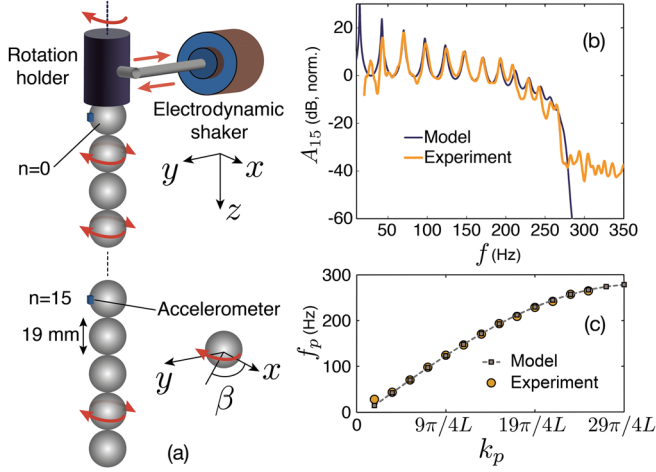 Rotation
holder
Electrodynamic
shaker
n=0
y
x
z
n=15
Accelerometer
19 mm
y
x
β
(a)
A15 (dB, norm.)
25
20
0
-20
-40
-60
(b)
Model
Experiment
50 100 150 200 250 300 350
f (Hz)
fp (Hz)
300
200
100
0
(c)
Model
Experiment
0 9π/4L 19π/4L 29π/4L
kp